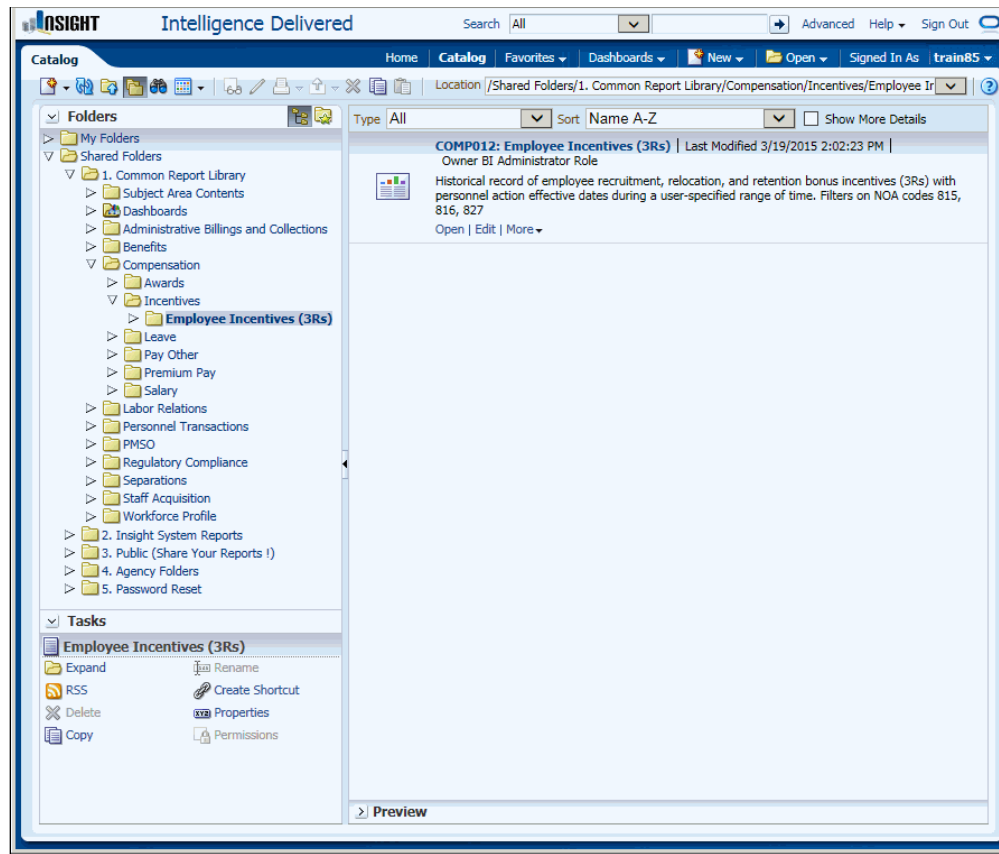 INSIGHT Intelligence Delivered Search All Advanced Help Sign Out
Catalog Home Catalog Favorites Dashboards New Open Signed In As train85
Location /Shared Folders/1. Common Report Library/Compensation/Incentives/Employee Ir
Folders
My Folders
Shared Folders
1. Common Report Library
Subject Area Contents
Dashboards
Administrative Billings and Collections
Benefits
Compensation
Awards
Incentives
Employee Incentives (3Rs)
Leave
Pay Other
Premium Pay
Salary
Labor Relations
Personnel Transactions
PMSO
Regulatory Compliance
Separations
Staff Acquisition
Workforce Profile
2. Insight System Reports
3. Public (Share Your Reports !)
4. Agency Folders
5. Password Reset
Tasks
Employee Incentives (3Rs)
Expand Rename
RSS Create Shortcut
Delete Properties
Copy Permissions
Type All Sort Name A-Z Show More Details
COMP012: Employee Incentives (3Rs) | Last Modified 3/19/2015 2:02:23 PM |
Owner BI Administrator Role
Historical record of employee recruitment, relocation, and retention bonus incentives (3Rs) with
personnel action effective dates during a user-specified range of time. Filters on NOA codes 815,
816, 827
Open | Edit | More
Preview